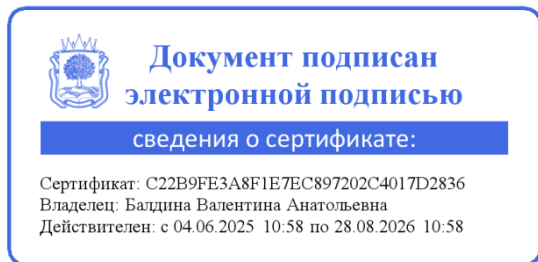 Документ подписан
электронной подписью
сведения о сертификате:
Сертификат: C22B9FE3A8F1E7EC897202C4017D2836
Владелец: Балдина Валентина Анатольевна
Действителен: с 04.06.2025 10:58 по 28.08.2026 10:58